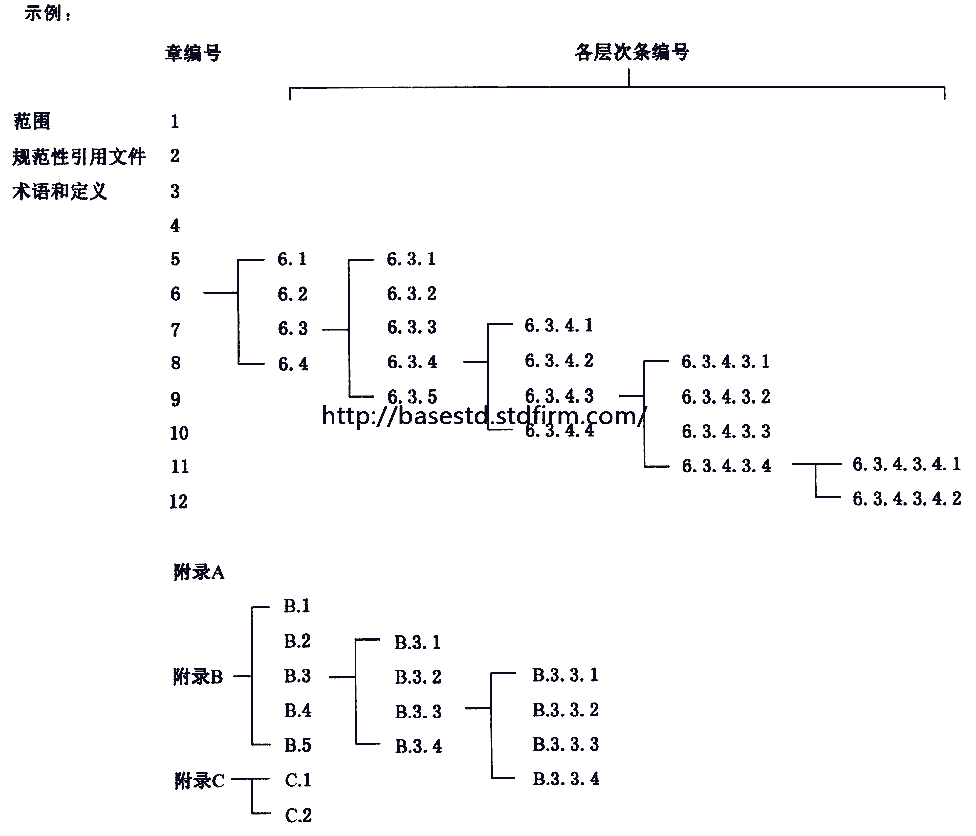 示例：
章编号 各层次条编号
范围 1
规范性引用文件 2
术语和定义 3
4
5 6.1 6.3.1
6 6.2 6.3.2
7 6.3 6.3.3 6.3.4.1
8 6.4 6.3.4 6.3.4.2 6.3.4.3.1
9 6.3.5 6.3.4.3 6.3.4.3.2
http://basestd.stdfirm.com/
10 6.3.4.4 6.3.4.3.3
11 6.3.4.3.4 6.3.4.3.4.1
12 6.3.4.3.4.2
附录A
B.1
B.2 B.3.1
附录B B.3 B.3.2 B.3.3.1
B.4 B.3.3 B.3.3.2
B.5 B.3.4 B.3.3.3
附录C C.1 B.3.3.4
C.2